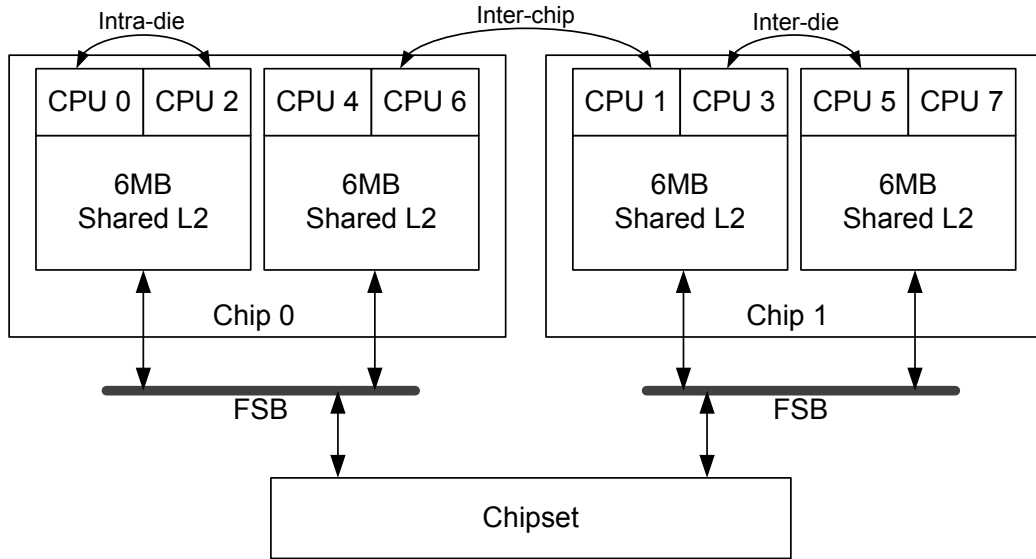 Intra-die
Inter-chip
Inter-die
CPU 0
CPU 2
CPU 4
CPU 6
CPU 1
CPU 3
CPU 5
CPU 7
6MB
Shared L2
6MB
Shared L2
6MB
Shared L2
6MB
Shared L2
Chip 0
Chip 1
FSB
FSB
Chipset